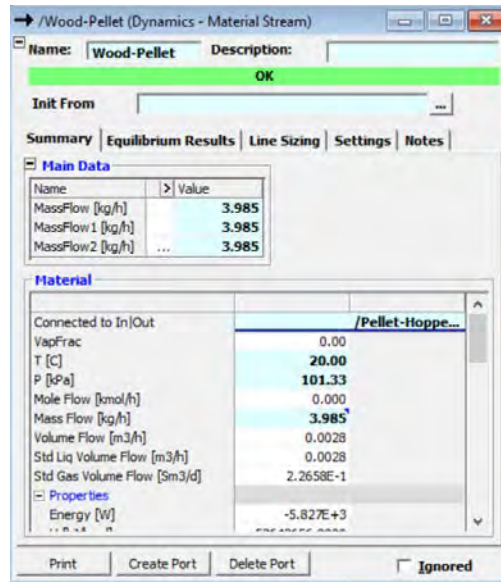 /Wood-Pellet (Dynamics - Material Stream)
Name: Wood-Pellet Description:
OK
Init From ...
Summary Equilibrium Results Line Sizing Settings Notes
Main Data
Name > Value
MassFlow [kg/h] 3.985
MassFlow1 [kg/h] 3.985
MassFlow2 [kg/h] ... 3.985
Material
Connected to In|Out /Pellet-Hoppe...
VapFrac 0.00
T [C] 20.00
P [kPa] 101.33
Mole Flow [kmol/h] 0.000
Mass Flow [kg/h] 3.985
Volume Flow [m3/h] 0.0028
Std Liq Volume Flow [m3/h] 0.0028
Std Gas Volume Flow [Sm3/d] 2.2658E-1
Properties
Energy [W] -5.827E+3
Print Create Port Delete Port Ignored